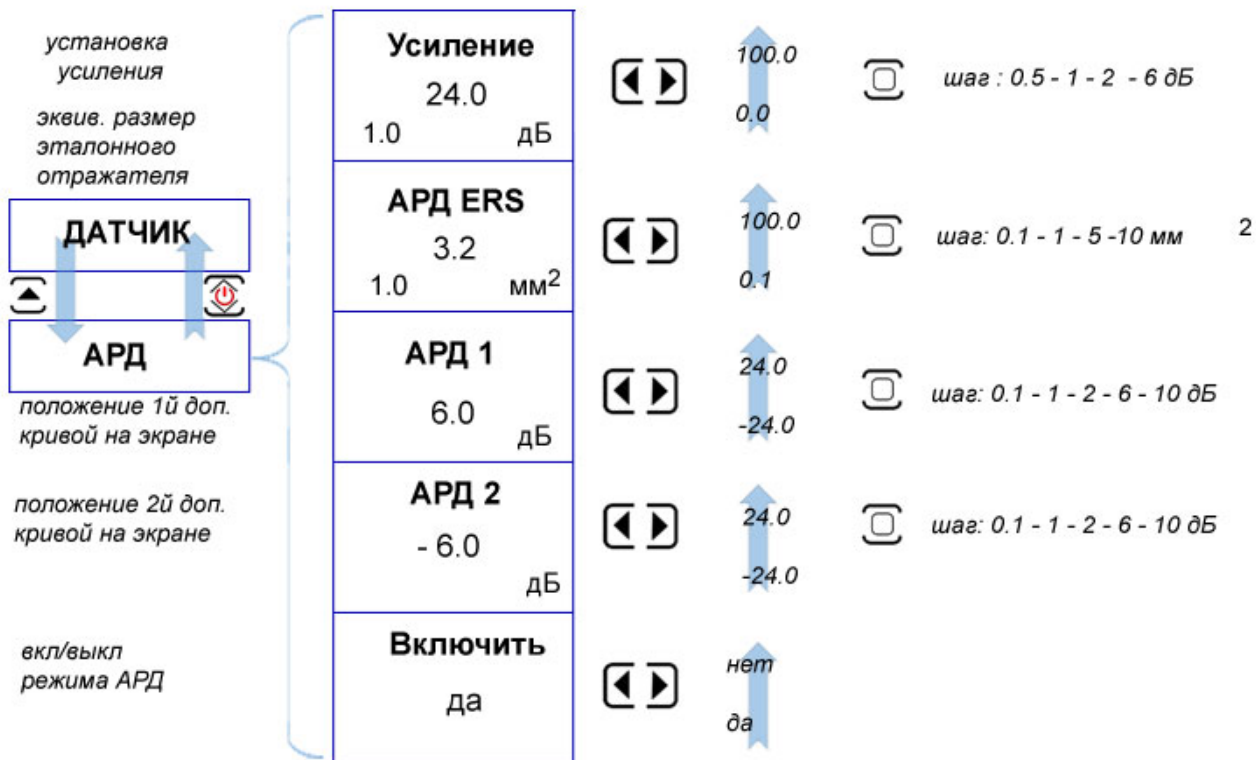 установка
усиления
эквив. размер
эталонного
отражателя
ДАТЧИК
АРД
положение 1й доп.
кривой на экране
положение 2й доп.
кривой на экране
вкл/выкл
режима АРД
Усиление
24.0
1.0 дБ
100.0
0.0
шаг : 0.5 - 1 - 2 - 6 дБ
АРД ERS
3.2
1.0 мм2
100.0
0.1
шаг: 0.1 - 1 - 5 -10 мм 2
АРД 1
6.0
дБ
24.0
-24.0
шаг: 0.1 - 1 - 2 - 6 - 10 дБ
АРД 2
- 6.0
дБ
24.0
-24.0
шаг: 0.1 - 1 - 2 - 6 - 10 дБ
Включить
да
нет
да